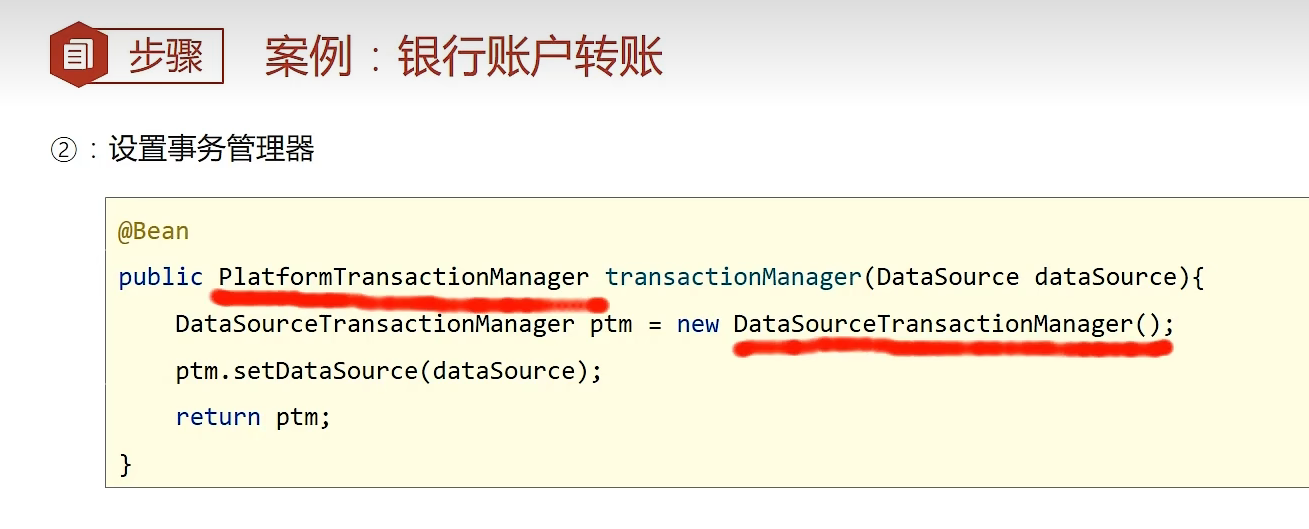 步骤 案例：银行账户转账
②：设置事务管理器
@Bean
public PlatformTransactionManager transactionManager(DataSource dataSource){
DataSourceTransactionManager ptm = new DataSourceTransactionManager();
ptm.setDataSource(dataSource);
return ptm;
}